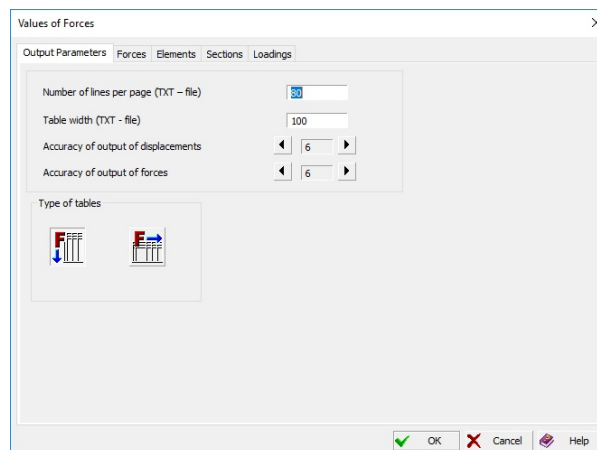 Values of Forces
Output Parameters Forces Elements Sections Loadings
Number of lines per page (TXT – file) 80
Table width (TXT - file) 100
Accuracy of output of displacements 6
Accuracy of output of forces 6
Type of tables
F F
OK Cancel Help